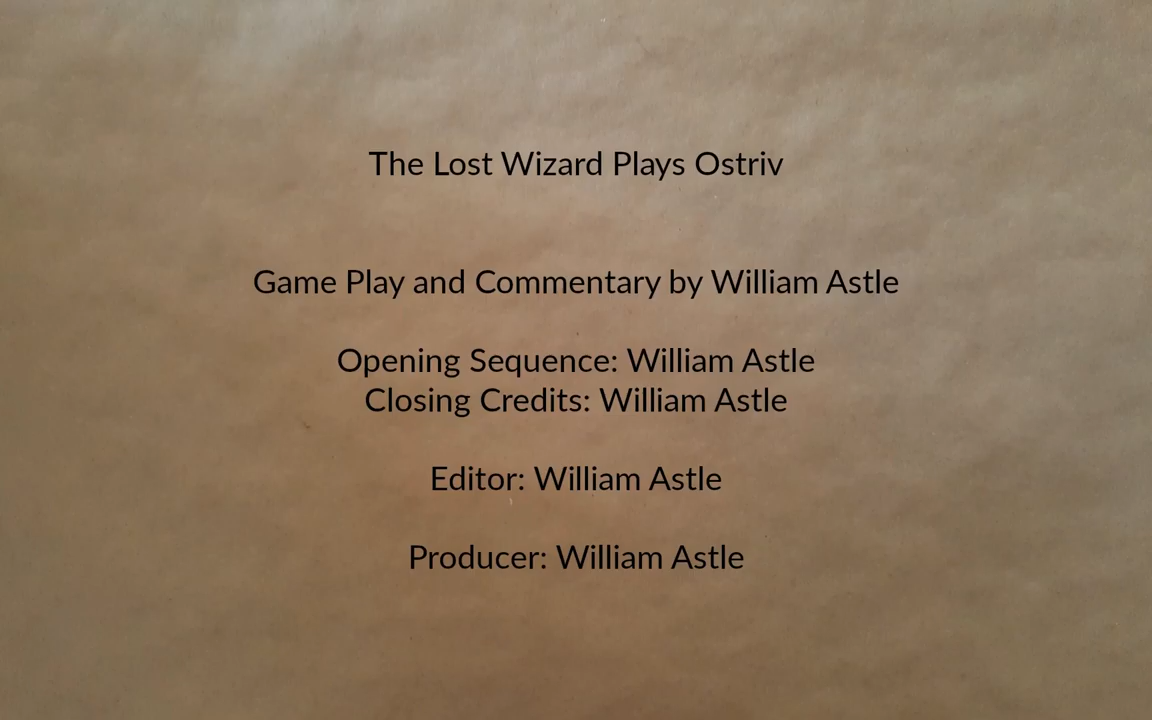 The Lost Wizard Plays Ostriv
Game Play and Commentary by William Astle
Opening Sequence: William Astle
Closing Credits: William Astle
Editor: William Astle
Producer: William Astle